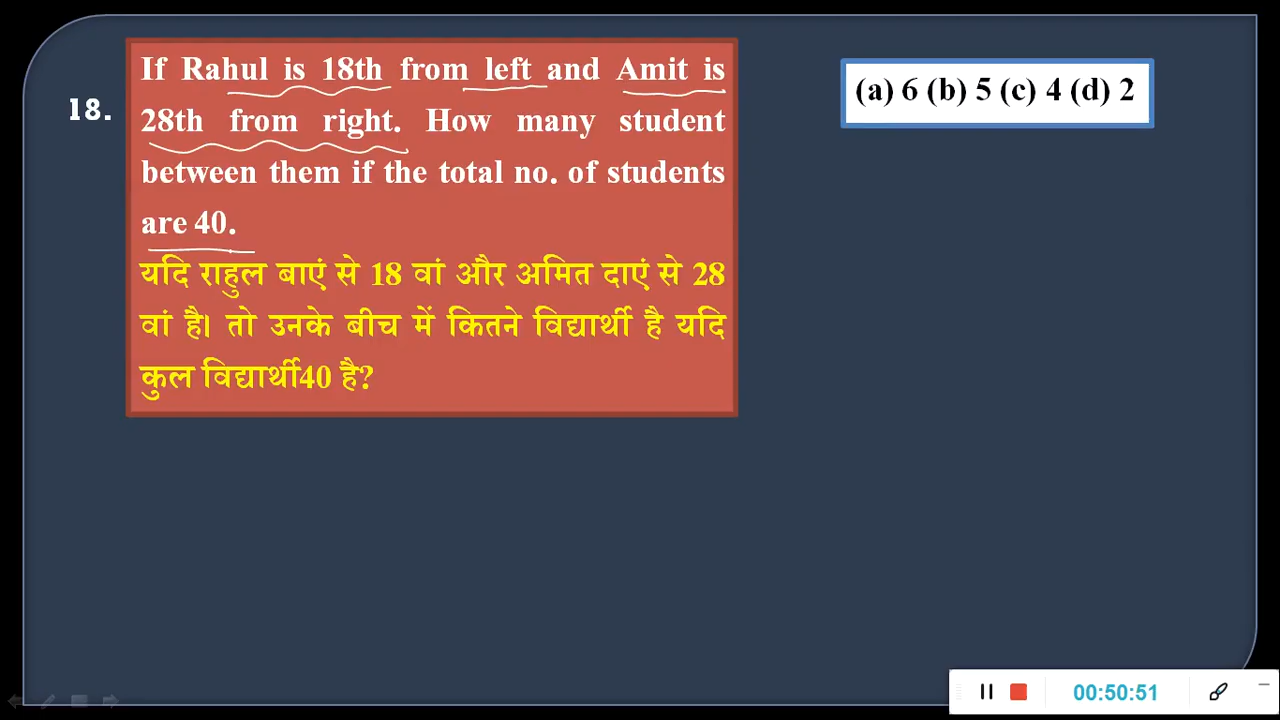 18.
If Rahul is 18th from left and Amit is
28th from right. How many student
between them if the total no. of students
are 40.
यदि राहुल बाएं से 18 वां और अमित दाएं से 28
वां है। तो उनके बीच में कितने विद्यार्थी है यदि
कुल विद्यार्थी40 है?
(a) 6 (b) 5 (c) 4 (d) 2
00:50:51